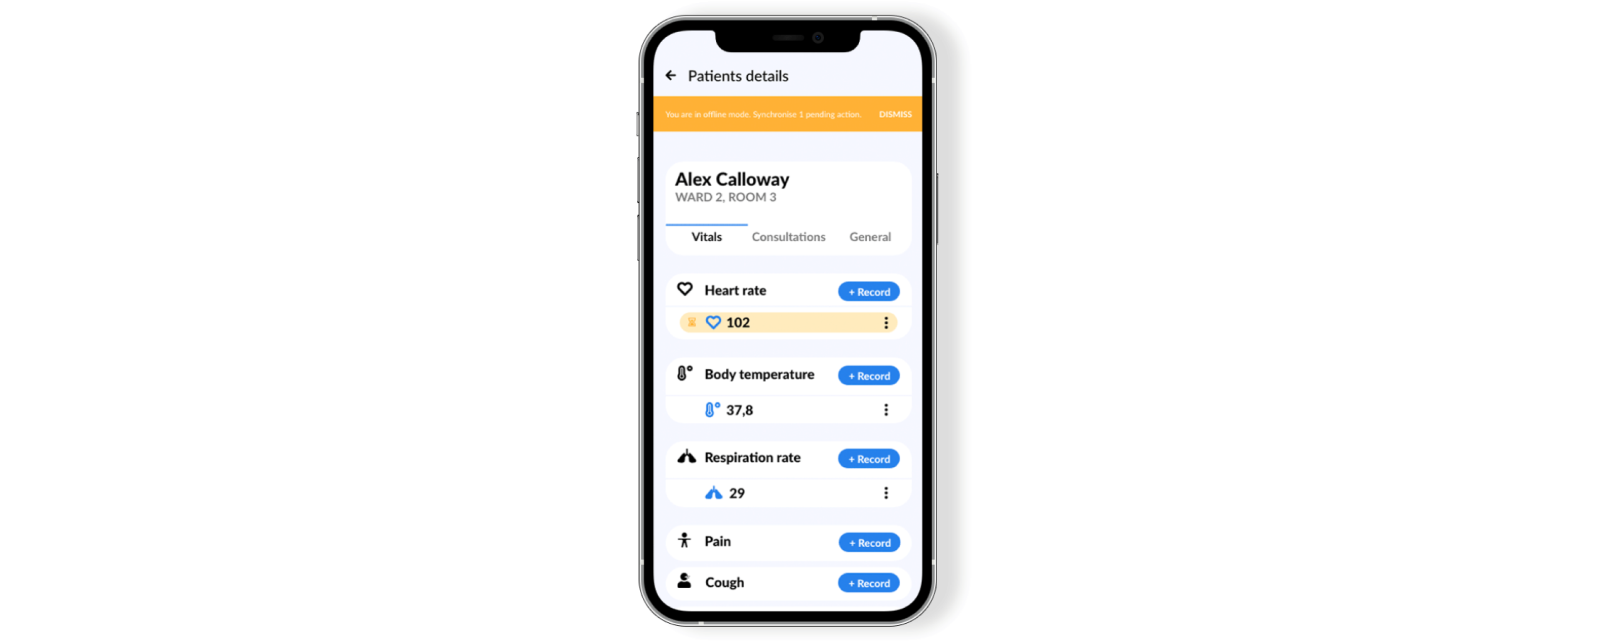 Patients details
You are in offline mode. Synchronise 1 pending action. DISMISS
Alex Calloway
WARD 2, ROOM 3
Vitals Consultations General
Heart rate + Record
102
Body temperature + Record
37,8
Respiration rate + Record
29
Pain + Record
Cough + Record